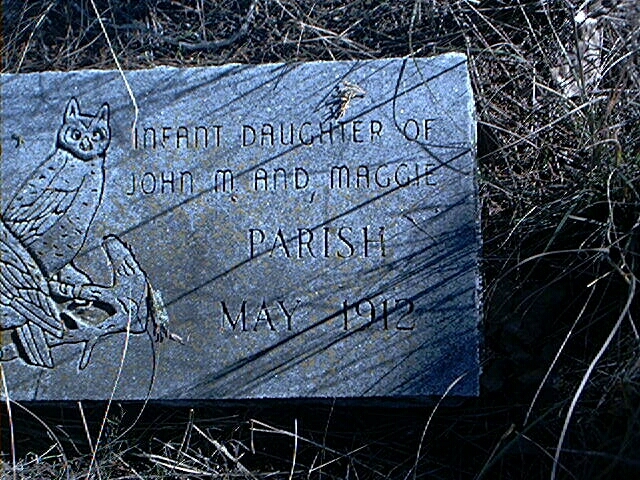 INFANT DAUGHTER OF
JOHN M. AND MAGGIE
PARISH
MAY 1912